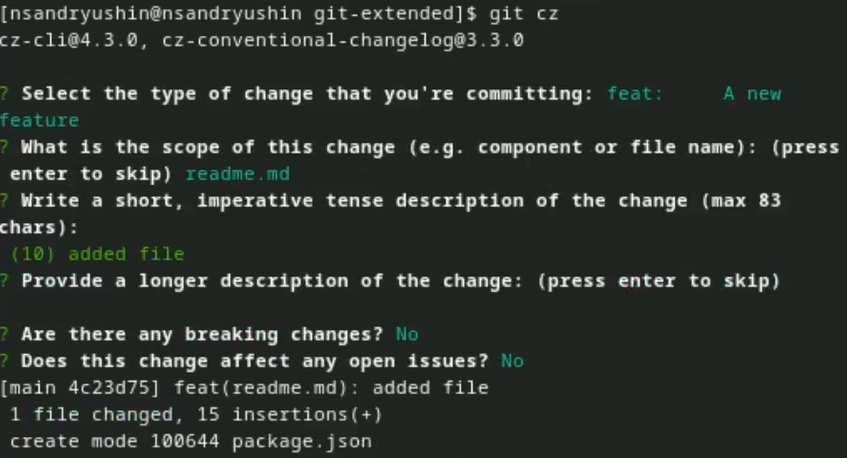 [nsandryushin@nsandryushin git-extended]$ git cz
cz-cli@4.3.0, cz-conventional-changelog@3.3.0
? Select the type of change that you're committing: feat:     A new
feature
? What is the scope of this change (e.g. component or file name): (press
 enter to skip) readme.md
? Write a short, imperative tense description of the change (max 83
chars):
 (10) added file
? Provide a longer description of the change: (press enter to skip)
? Are there any breaking changes? No
? Does this change affect any open issues? No
[main 4c23d75] feat(readme.md): added file
 1 file changed, 15 insertions(+)
 create mode 100644 package.json